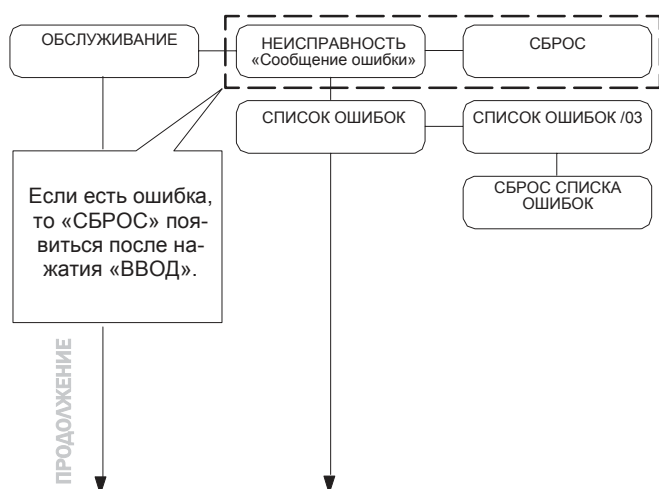 ОБСЛУЖИВАНИЕ
НЕИСПРАВНОСТЬ
«Сообщение ошибки»
СБРОС
СПИСОК ОШИБОК
СПИСОК ОШИБОК /03
СБРОС СПИСКА
ОШИБОК
Если есть ошибка,
то «СБРОС» поя-
виться после на-
жатия «ВВОД».
ПРОДОЛЖЕНИЕ